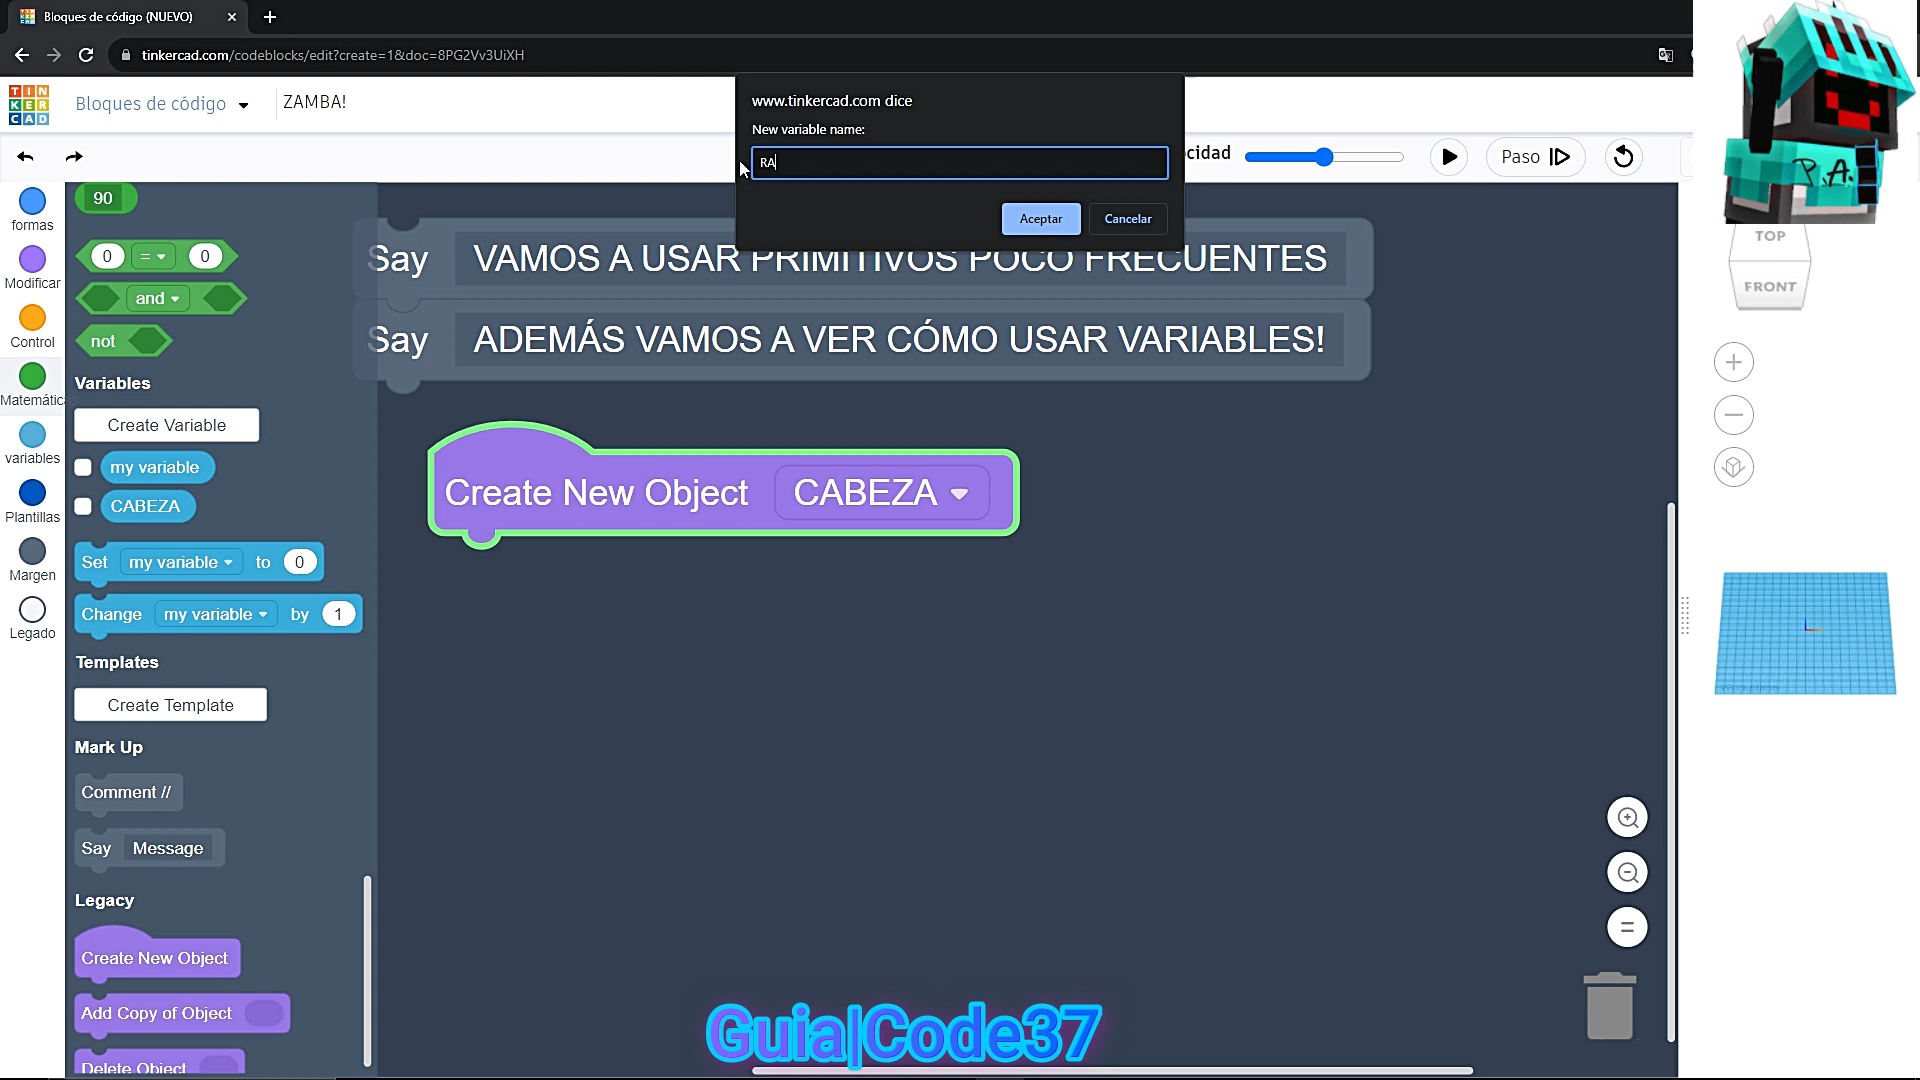 Bloques de código (NUEVO)
tinkercad.com/codeblocks/edit?create=1&doc=8PG2Vv3UiXH
TIN
KER
CAD
Bloques de código
ZAMBA!
www.tinkercad.com dice
New variable name:
RA
Aceptar
Cancelar
cidad
Paso
P.A.
TOP
FRONT
formas
Modificar
Control
Matemátic
variables
Plantillas
Margen
Legado
90
0 = 0
and
not
Variables
Create Variable
my variable
CABEZA
Set my variable to 0
Change my variable by 1
Templates
Create Template
Mark Up
Comment //
Say Message
Legacy
Create New Object
Add Copy of Object
Delete Object
Say VAMOS A USAR PRIMITIVOS POCO FRECUENTES
Say ADEMÁS VAMOS A VER CÓMO USAR VARIABLES!
Create New Object CABEZA
Guia|Code37